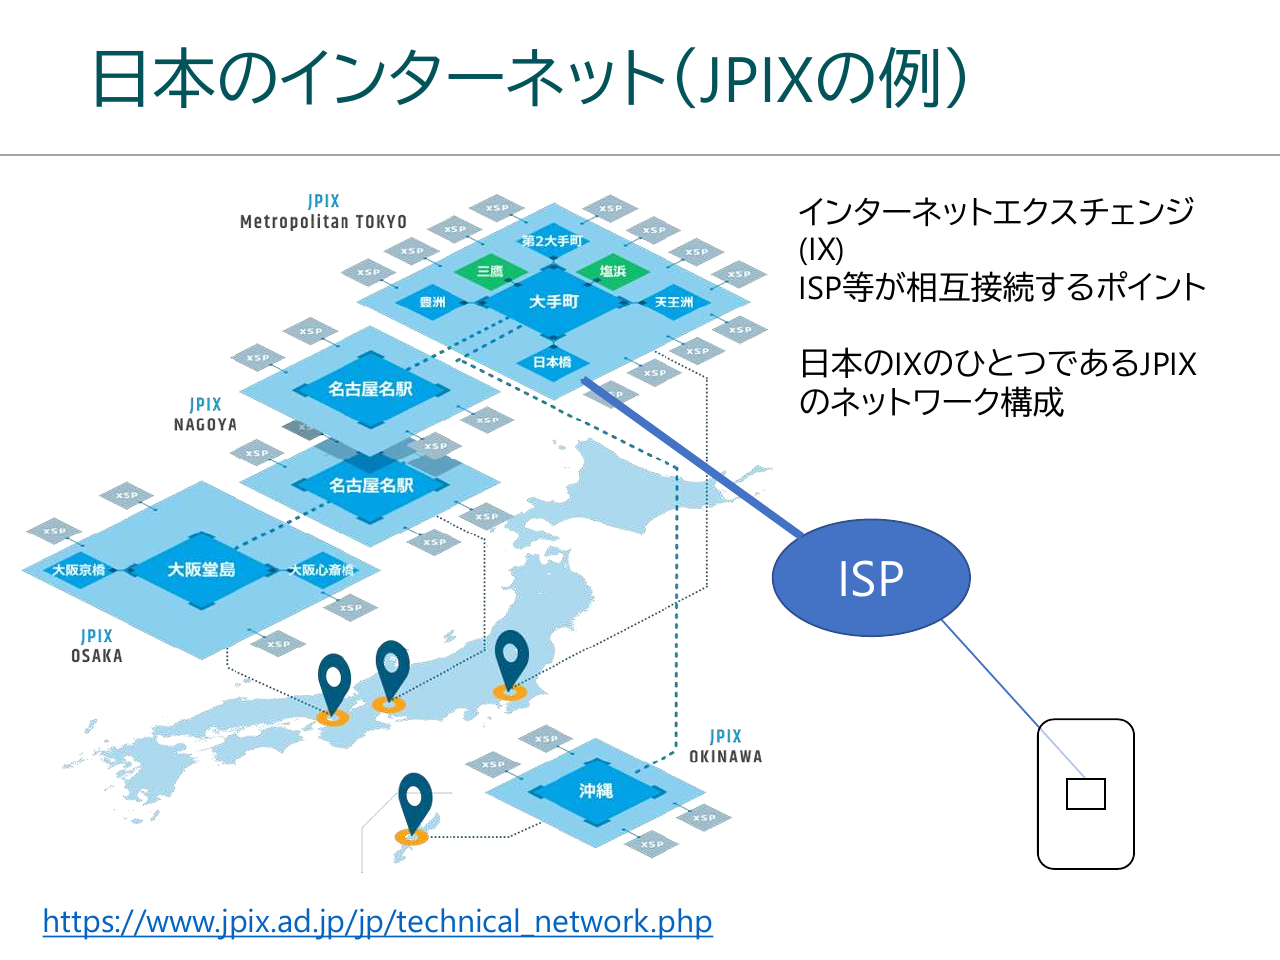 日本のインターネット(JPIXの例)
インターネットエクスチェンジ
(IX)
ISP等が相互接続するポイント
日本のIXのひとつであるJPIX
のネットワーク構成
JPIX
Metropolitan TOKYO
xSP
xSP
xSP
xSP
xSP
xSP
xSP
xSP
xSP
xSP
xSP
xSP
第2大手町
三鷹
塩浜
豊洲
大手町
天王洲
日本橋
JPIX
NAGOYA
xSP
xSP
名古屋名駅
xSP
xSP
xSP
名古屋名駅
xSP
xSP
JPIX
OSAKA
xSP
xSP
大阪京橋
大阪堂島
大阪心斎橋
xSP
xSP
ISP
JPIX
OKINAWA
xSP
xSP
沖縄
xSP
xSP
https://www.jpix.ad.jp/jp/technical_network.php